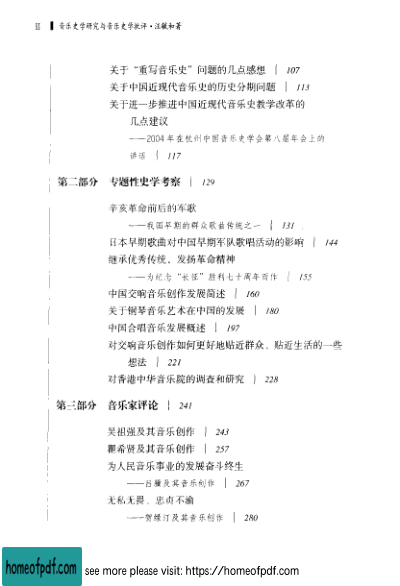 II ▌音乐史学研究与音乐史学批评·汪毓和著
关于“重写音乐史”问题的几点感想 | 107
关于中国近现代音乐史的历史分期问题 | 113
关于进一步推进中国近现代音乐史教学改革的
几点建议
——2004年在杭州中国音乐史学会第八届年会上的
讲话 | 117
第二部分 专题性史学考察 | 129
辛亥革命前后的军歌
——我国早期的群众歌曲传统之一 | 131
日本早期歌曲对中国早期军队歌唱活动的影响 | 144
继承优秀传统、发扬革命精神
——为纪念“长征”胜利七十周年而作 | 155
中国交响音乐创作发展简述 | 160
关于钢琴音乐艺术在中国的发展 | 180
中国合唱音乐发展概述 | 197
对交响音乐创作如何更好地贴近群众、贴近生活的一些
想法 | 221
对香港中华音乐院的调查和研究 | 228
第三部分 音乐家评论 | 241
吴祖强及其音乐创作 | 243
瞿希贤及其音乐创作 | 257
为人民音乐事业的发展奋斗终生
——吕骥及其音乐创作 | 267
无私无畏、忠贞不渝
——贺绿汀及其音乐创作 | 280
homeofpdf.com
see more please visit: https://homeofpdf.com